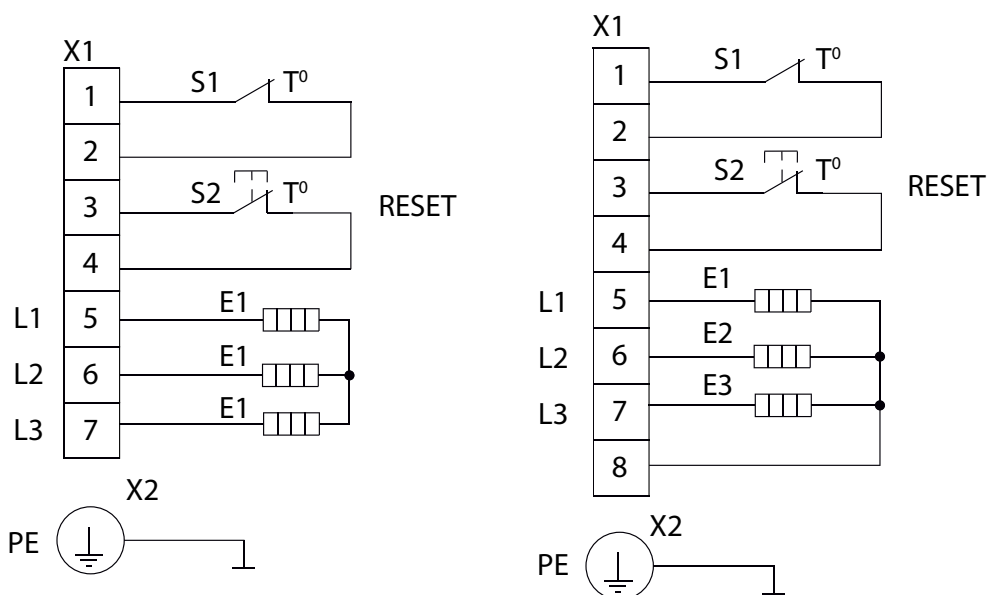 X1
1 S1 T⁰
2
3 S2 T⁰ RESET
4
L1 5 E1
L2 6 E1
L3 7 E1
X2
PE
X1
1 S1 T⁰
2
3 S2 T⁰ RESET
4
L1 5 E1
L2 6 E2
L3 7 E3
8
X2
PE